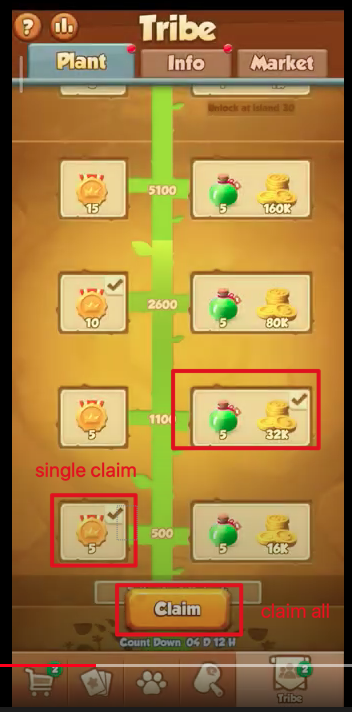 ?
Tribe
Plant
Info
Market
Unlock at Island 20
15
5100
5
160K
10
2600
5
80K
5
1100
5
32K
single claim
5
500
5
16K
Claim
claim all
Count Down 04 D 12 H
2
2
Tribe